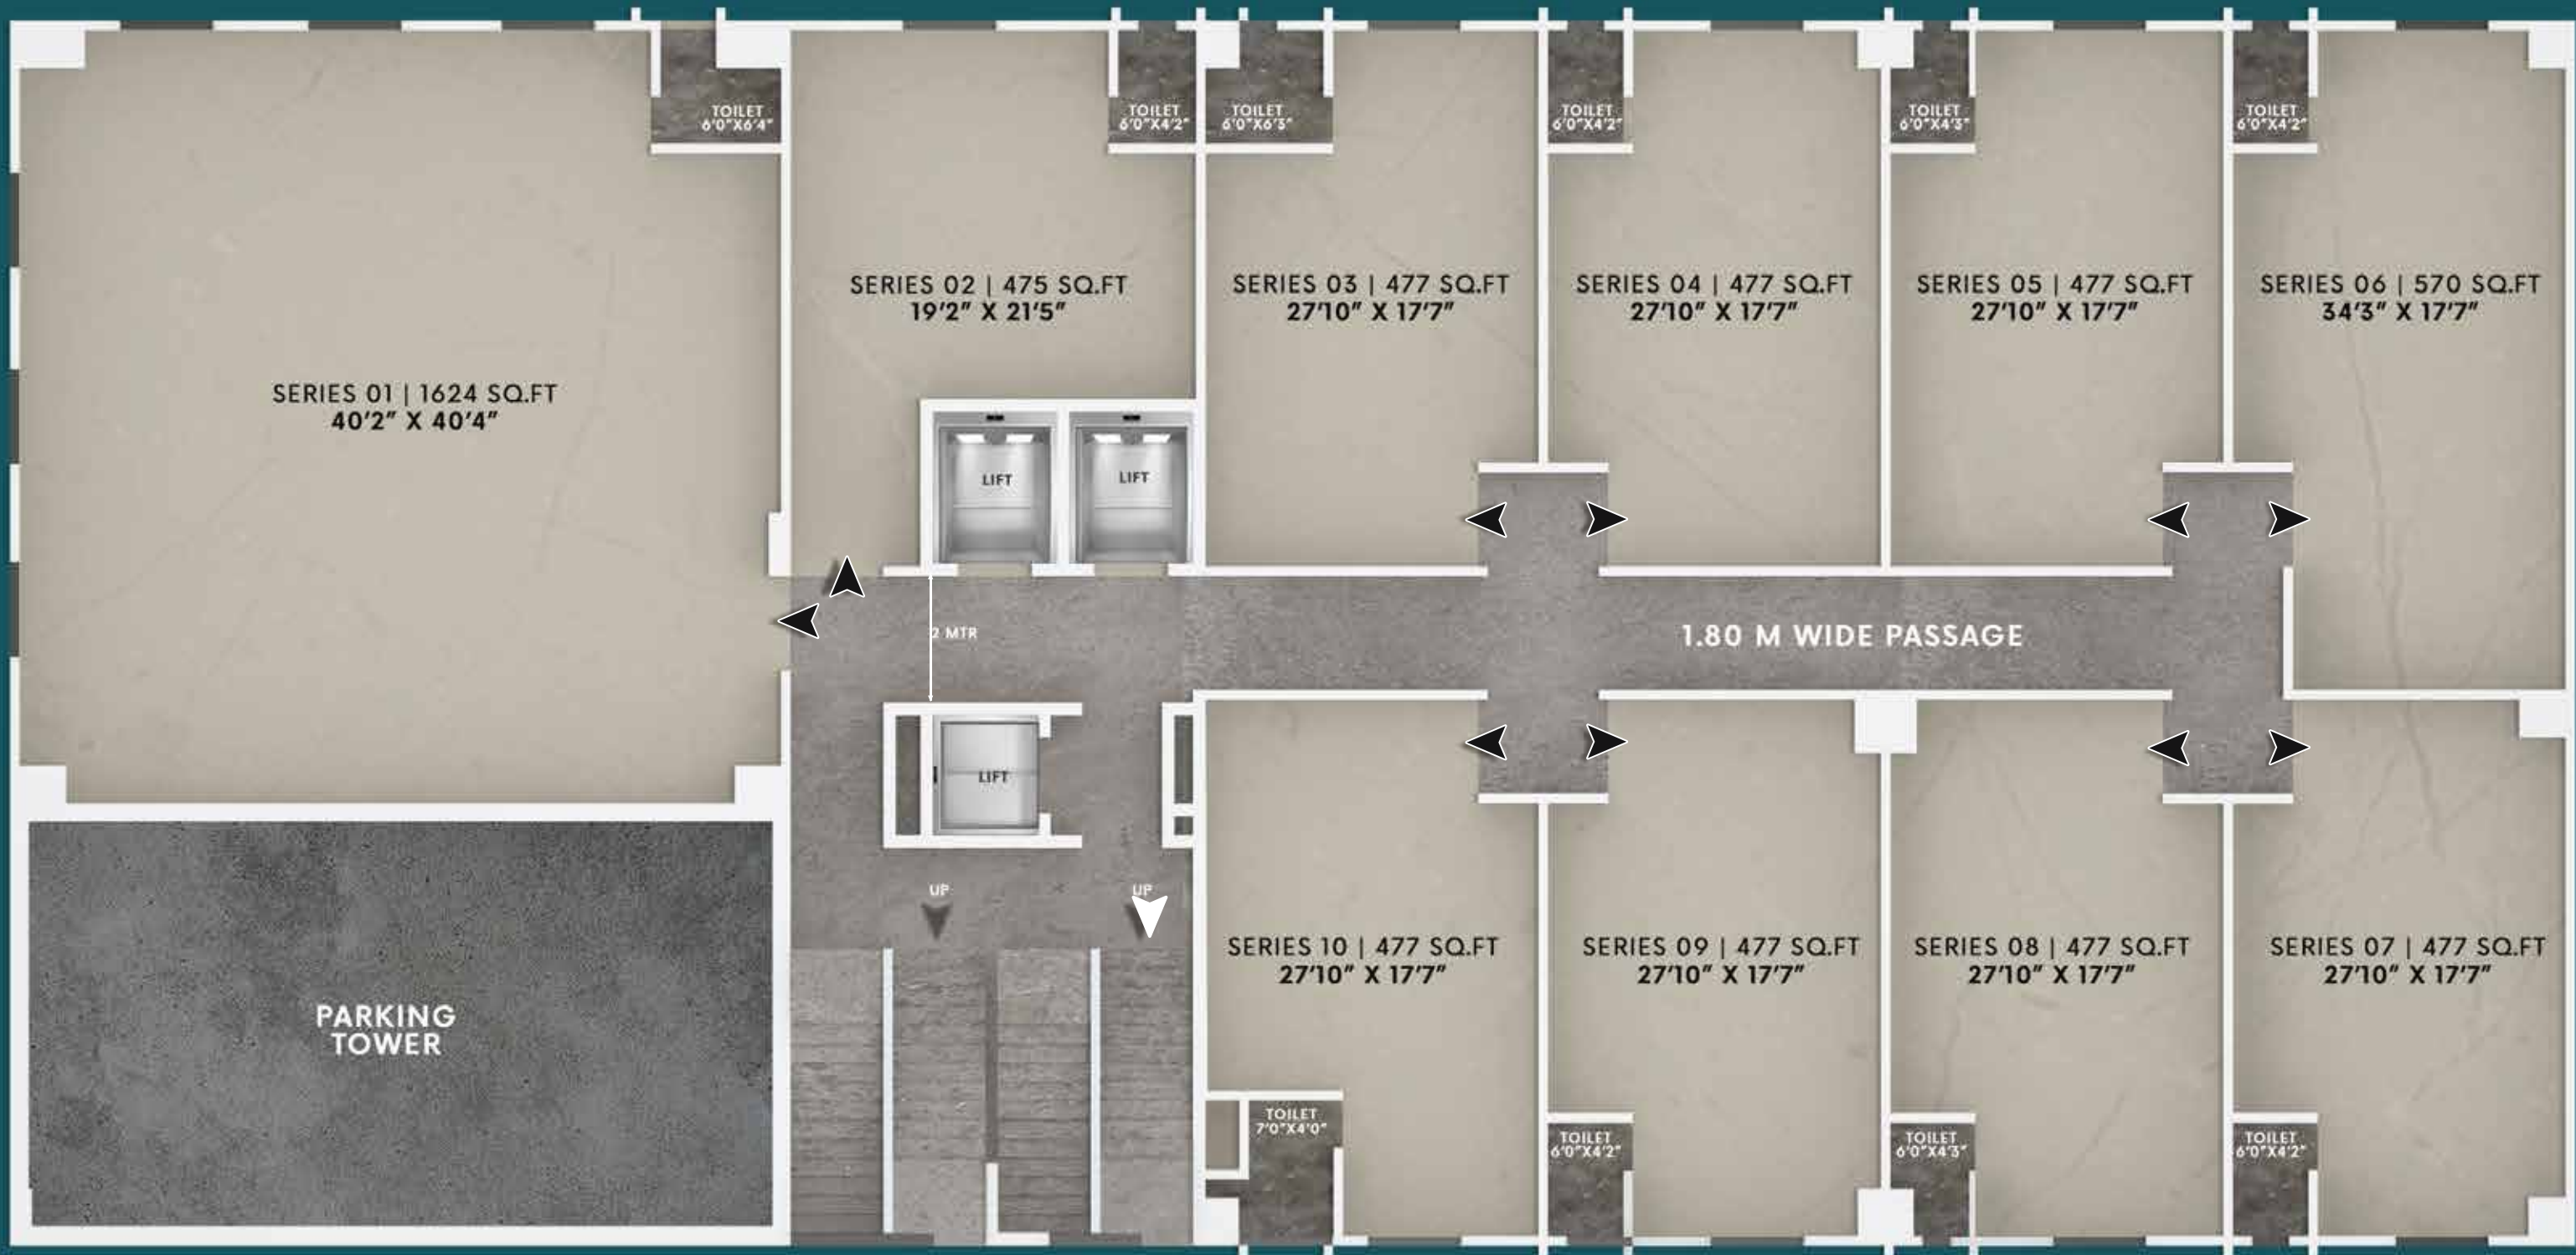 TOILET
6'0"X6'4"
TOILET
6'0"X4'2"
TOILET
6'0"X6'3"
TOILET
6'0"X4'2"
TOILET
6'0"X4'3"
TOILET
6'0"X4'2"
SERIES 01 | 1624 SQ.FT
40'2" X 40'4"
SERIES 02 | 475 SQ.FT
19'2" X 21'5"
SERIES 03 | 477 SQ.FT
27'10" X 17'7"
SERIES 04 | 477 SQ.FT
27'10" X 17'7"
SERIES 05 | 477 SQ.FT
27'10" X 17'7"
SERIES 06 | 570 SQ.FT
34'3" X 17'7"
LIFT
LIFT
2 MTR
1.80 M WIDE PASSAGE
LIFT
UP
UP
PARKING
TOWER
SERIES 10 | 477 SQ.FT
27'10" X 17'7"
SERIES 09 | 477 SQ.FT
27'10" X 17'7"
SERIES 08 | 477 SQ.FT
27'10" X 17'7"
SERIES 07 | 477 SQ.FT
27'10" X 17'7"
TOILET
7'0"X4'0"
TOILET
6'0"X4'2"
TOILET
6'0"X4'3"
TOILET
6'0"X4'2"